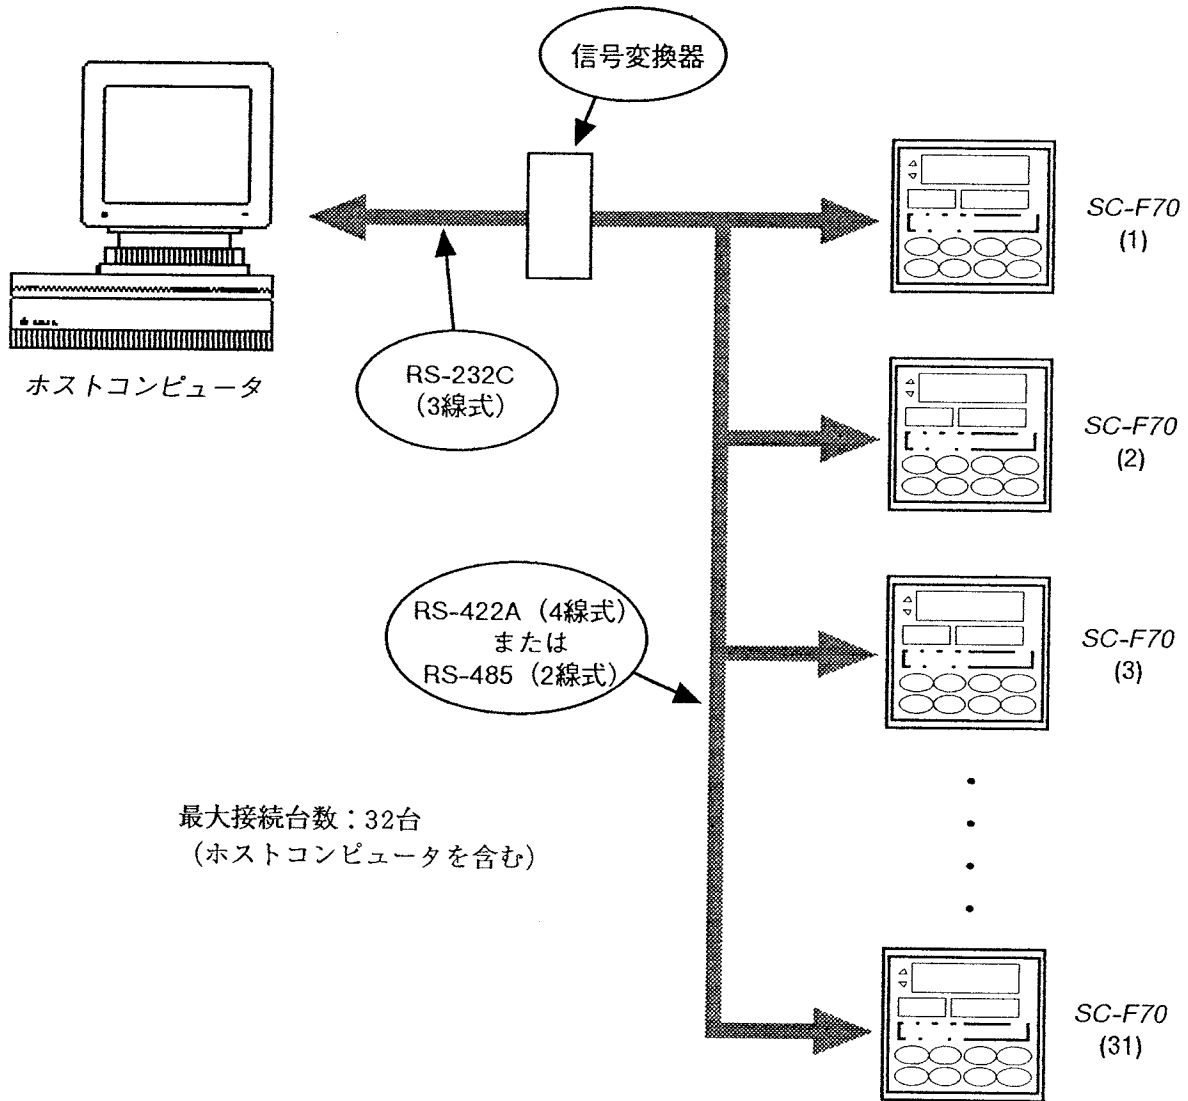 信号変換器
SC-F70
(1)
ホストコンピュータ
RS-232C
(3線式)
SC-F70
(2)
RS-422A (4線式)
または
RS-485 (2線式)
SC-F70
(3)
最大接続台数：32台
(ホストコンピュータを含む)
SC-F70
(31)